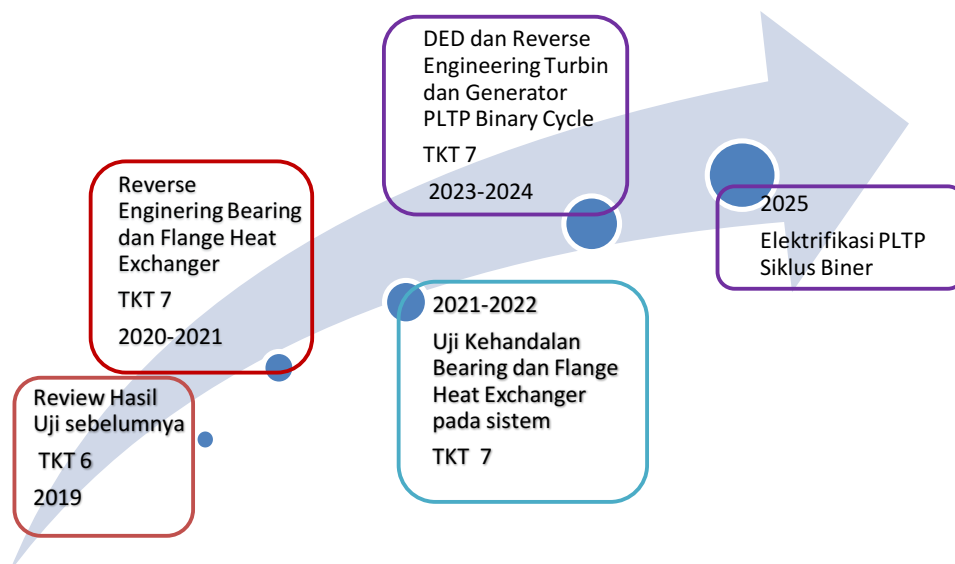 Review Hasil
Uji sebelumnya
TKT 6
2019
Reverse
Enginering Bearing
dan Flange Heat
Exchanger
TKT 7
2020-2021
2021-2022
Uji Kehandalan
Bearing dan Flange
Heat Exchanger
pada sistem
TKT 7
DED dan Reverse
Engineering Turbin
dan Generator
PLTP Binary Cycle
TKT 7
2023-2024
2025
Elektrifikasi PLTP
Siklus Biner